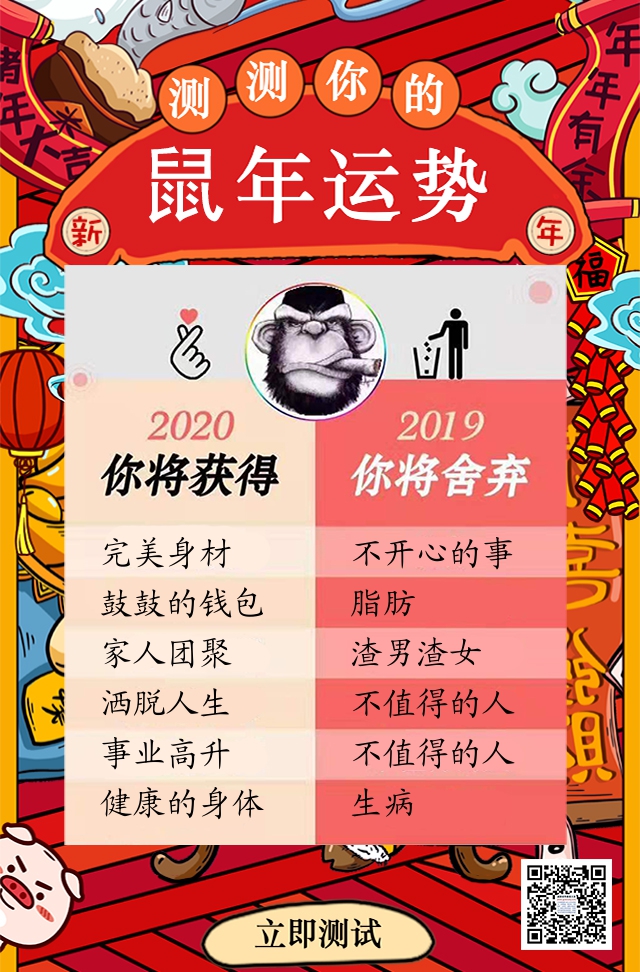 测测你的
鼠年运势
新年
猪年大吉
年年有余
福
2020
你将获得
2019
你将舍弃
完美身材
不开心的事
鼓鼓的钱包
脂肪
家人团聚
渣男渣女
洒脱人生
不值得的人
事业高升
不值得的人
健康的身体
生病
立即测试